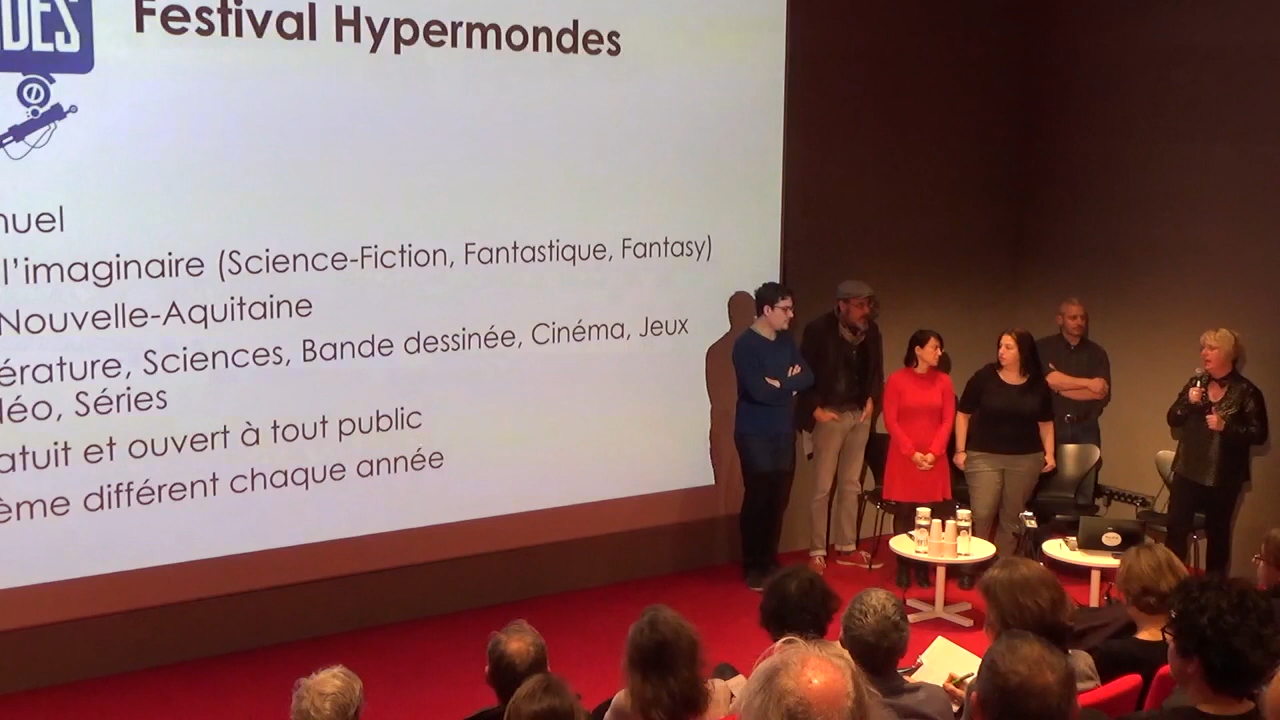 DES
Festival Hypermondes
nuel
l'imaginaire (Science-Fiction, Fantastique, Fantasy)
Nouvelle-Aquitaine
érature, Sciences, Bande dessinée, Cinéma, Jeux
déo, Séries
atuit et ouvert à tout public
ème différent chaque année